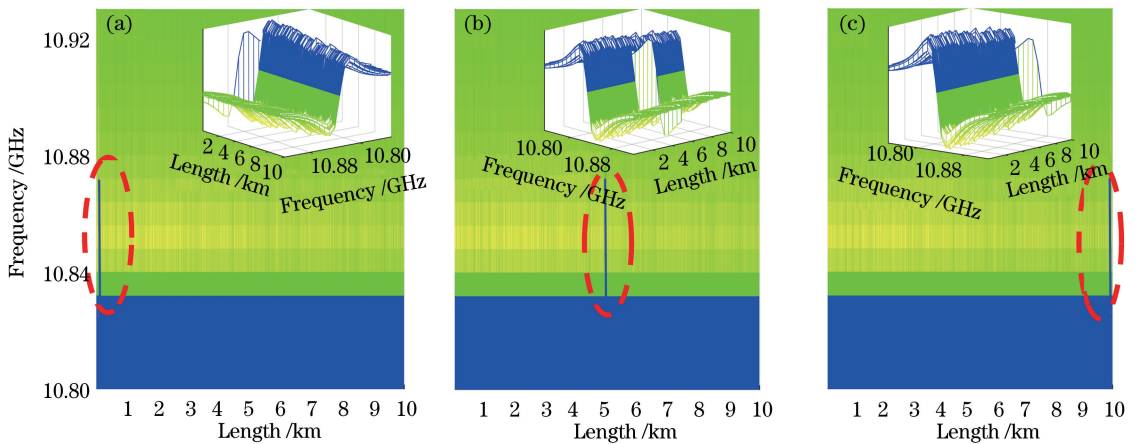 (a)
(b)
(c)
10.92
10.88
10.84
10.80
Frequency /GHz
2 4 6 8 10
Length /km
10.88
10.80
Frequency /GHz
10.80
10.88
Frequency /GHz
2 4 6 8 10
Length /km
10.80
10.88
Frequency /GHz
2 4 6 8 10
Length /km
1 2 3 4 5 6 7 8 9 10
Length /km
1 2 3 4 5 6 7 8 9 10
Length /km
1 2 3 4 5 6 7 8 9 10
Length /km